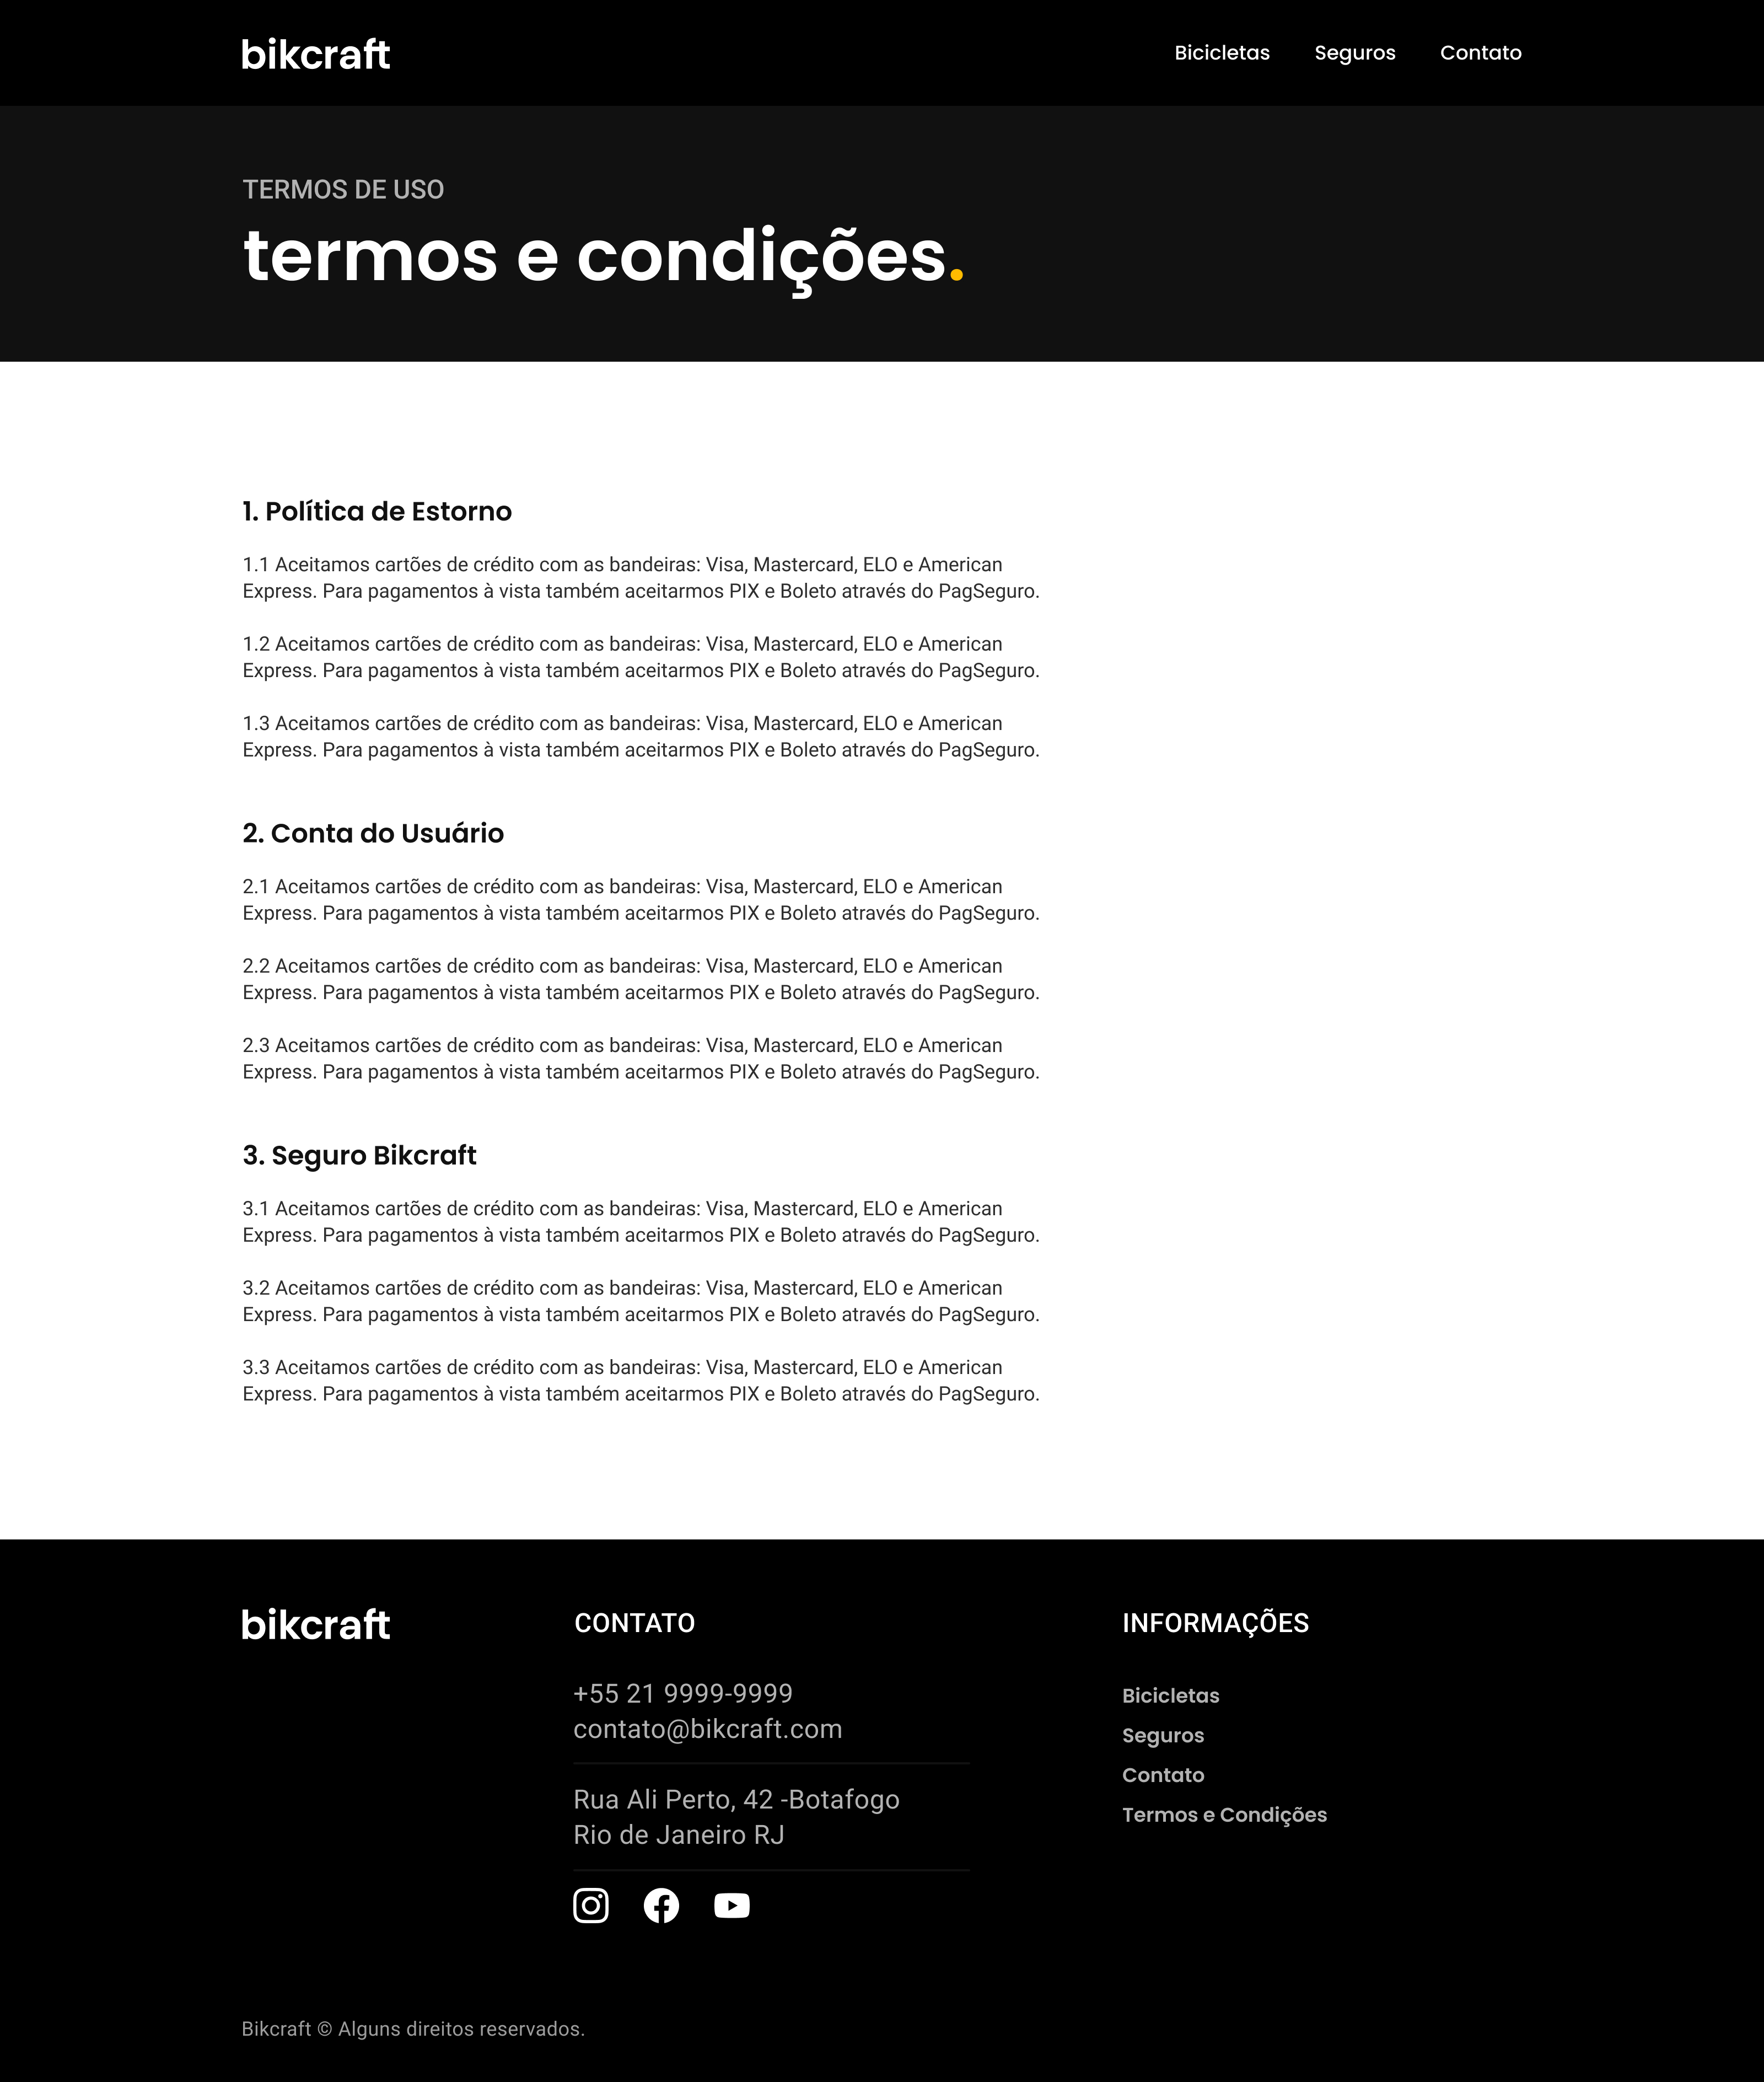 bikcraft
Bicicletas Seguros Contato
TERMOS DE USO
termos e condições.
1. Política de Estorno
1.1 Aceitamos cartões de crédito com as bandeiras: Visa, Mastercard, ELO e American
Express. Para pagamentos à vista também aceitarmos PIX e Boleto através do PagSeguro.
1.2 Aceitamos cartões de crédito com as bandeiras: Visa, Mastercard, ELO e American
Express. Para pagamentos à vista também aceitarmos PIX e Boleto através do PagSeguro.
1.3 Aceitamos cartões de crédito com as bandeiras: Visa, Mastercard, ELO e American
Express. Para pagamentos à vista também aceitarmos PIX e Boleto através do PagSeguro.
2. Conta do Usuário
2.1 Aceitamos cartões de crédito com as bandeiras: Visa, Mastercard, ELO e American
Express. Para pagamentos à vista também aceitarmos PIX e Boleto através do PagSeguro.
2.2 Aceitamos cartões de crédito com as bandeiras: Visa, Mastercard, ELO e American
Express. Para pagamentos à vista também aceitarmos PIX e Boleto através do PagSeguro.
2.3 Aceitamos cartões de crédito com as bandeiras: Visa, Mastercard, ELO e American
Express. Para pagamentos à vista também aceitarmos PIX e Boleto através do PagSeguro.
3. Seguro Bikcraft
3.1 Aceitamos cartões de crédito com as bandeiras: Visa, Mastercard, ELO e American
Express. Para pagamentos à vista também aceitarmos PIX e Boleto através do PagSeguro.
3.2 Aceitamos cartões de crédito com as bandeiras: Visa, Mastercard, ELO e American
Express. Para pagamentos à vista também aceitarmos PIX e Boleto através do PagSeguro.
3.3 Aceitamos cartões de crédito com as bandeiras: Visa, Mastercard, ELO e American
Express. Para pagamentos à vista também aceitarmos PIX e Boleto através do PagSeguro.
bikcraft
CONTATO
+55 21 9999-9999
contato@bikcraft.com
Rua Ali Perto, 42 -Botafogo
Rio de Janeiro RJ
INFORMAÇÕES
Bicicletas
Seguros
Contato
Termos e Condições
Bikcraft © Alguns direitos reservados.